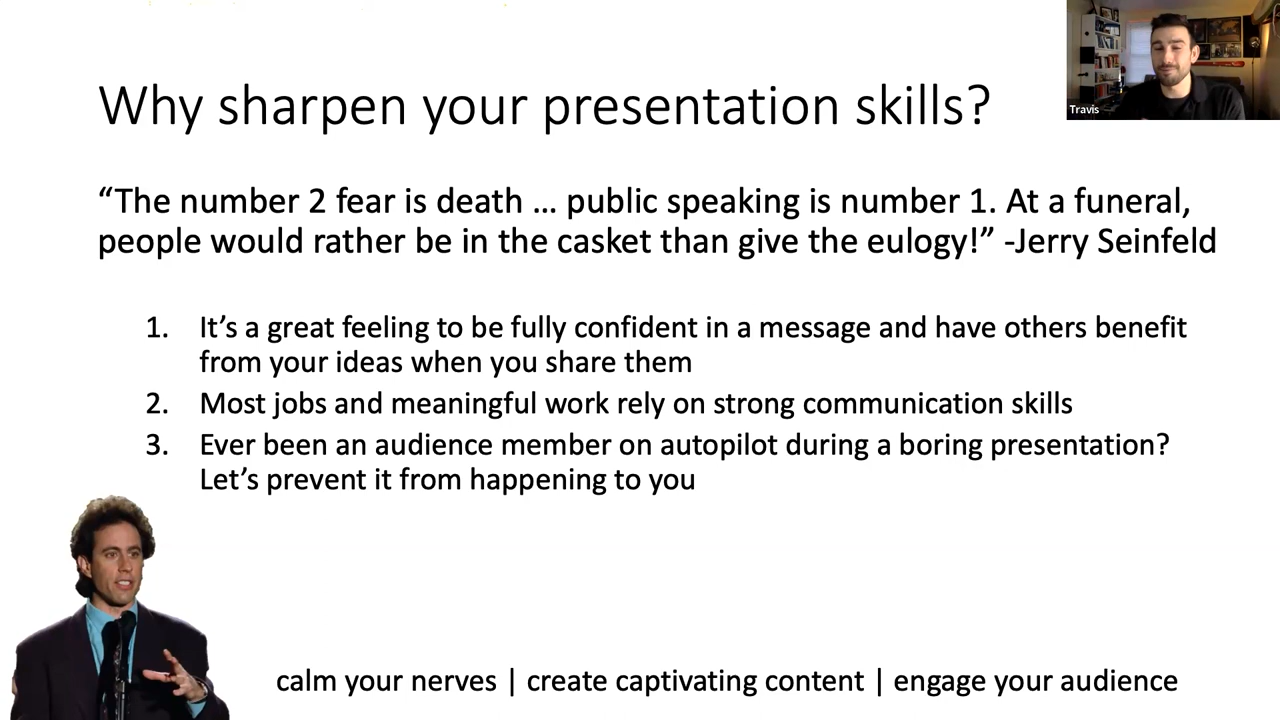 Why sharpen your presentation skills?
Travis
“The number 2 fear is death … public speaking is number 1. At a funeral,
people would rather be in the casket than give the eulogy!” -Jerry Seinfeld
1. It’s a great feeling to be fully confident in a message and have others benefit
from your ideas when you share them
2. Most jobs and meaningful work rely on strong communication skills
3. Ever been an audience member on autopilot during a boring presentation?
Let’s prevent it from happening to you
calm your nerves | create captivating content | engage your audience